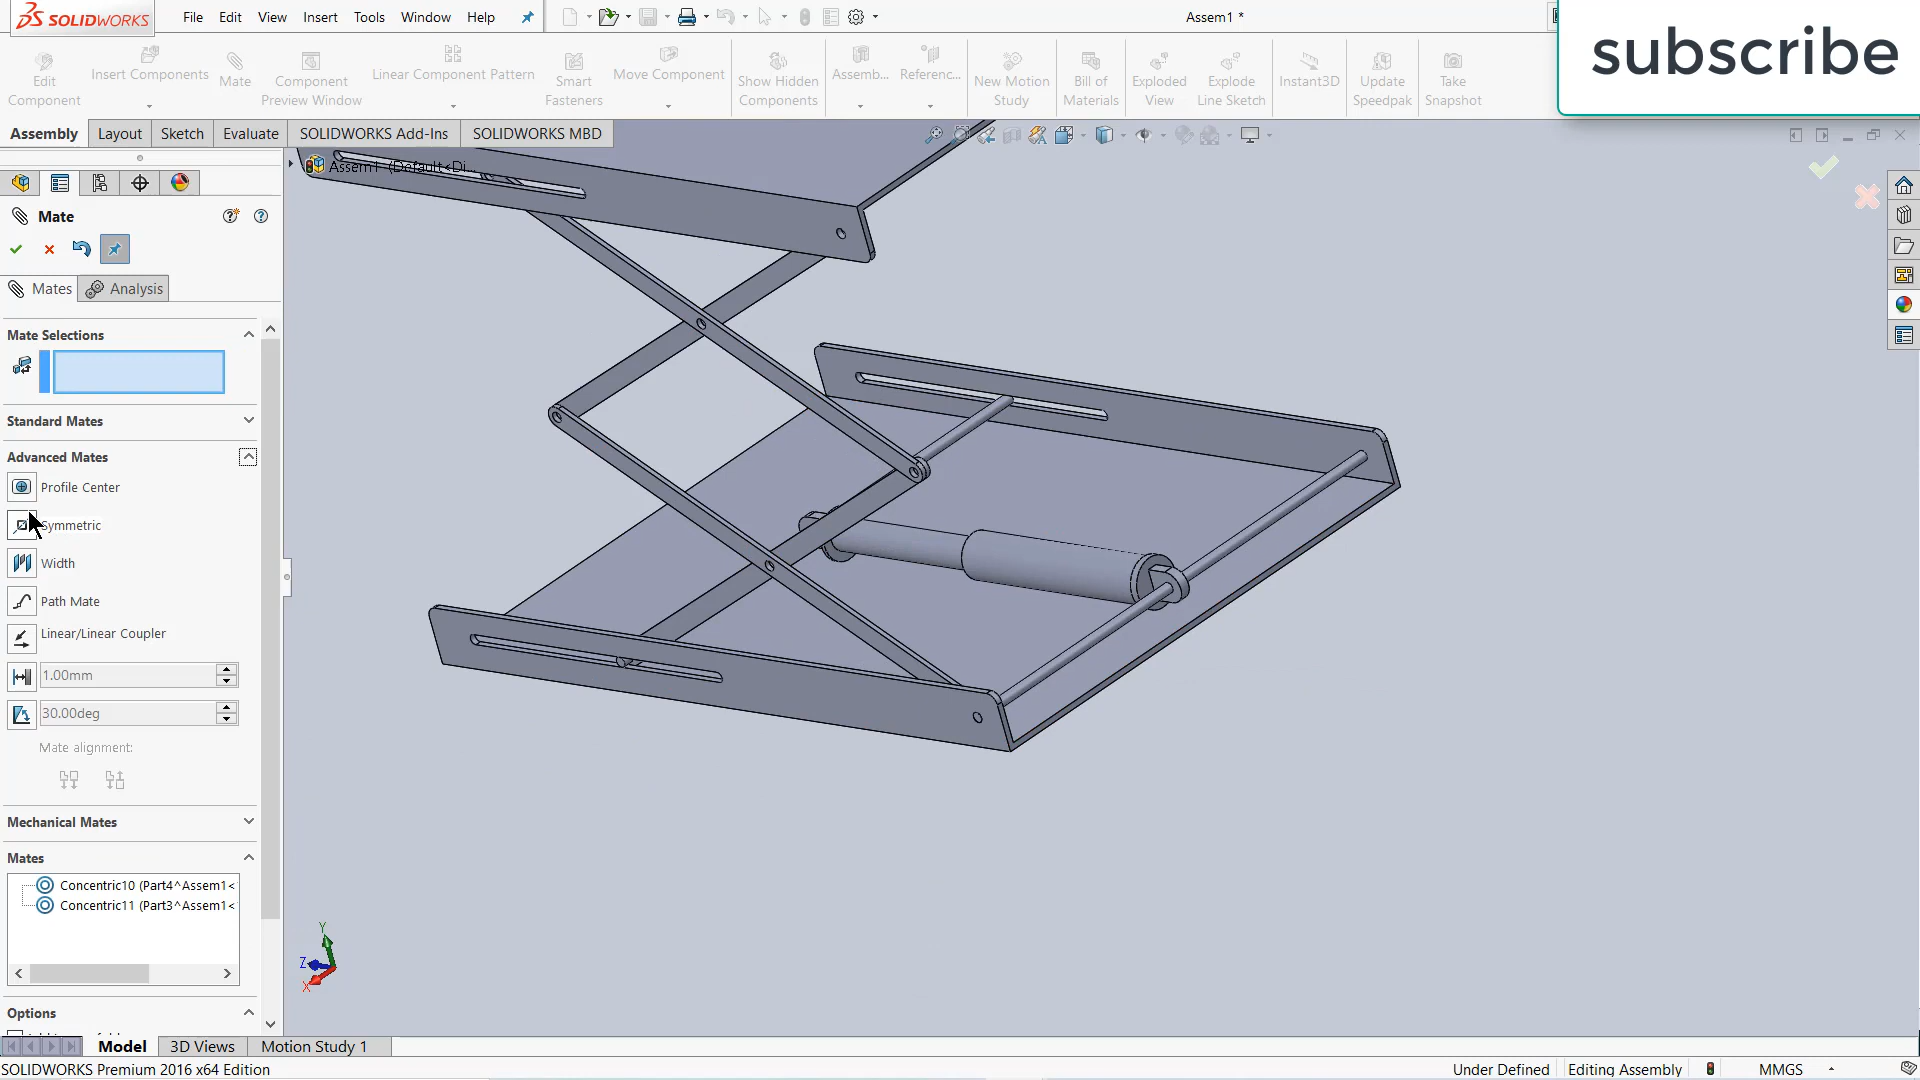 SOLIDWORKS
File Edit View Insert Tools Window Help
Assem1 *
subscribe
Edit Component
Insert Components
Mate
Component Preview Window
Linear Component Pattern
Smart Fasteners
Move Component
Show Hidden Components
Assemb...
Referenc...
New Motion Study
Bill of Materials
Exploded View
Explode Line Sketch
Instant3D
Update Speedpak
Take Snapshot
Assembly Layout Sketch Evaluate SOLIDWORKS Add-Ins SOLIDWORKS MBD
Assem1 (Default<Di...
Mate
Mates Analysis
Mate Selections
Standard Mates
Advanced Mates
Profile Center
Symmetric
Width
Path Mate
Linear/Linear Coupler
1.00mm
30.00deg
Mate alignment:
Mechanical Mates
Mates
Concentric10 (Part4^Assem1<
Concentric11 (Part3^Assem1<
Options
Y
Z
X
Model 3D Views Motion Study 1
SOLIDWORKS Premium 2016 x64 Edition
Under Defined Editing Assembly MMGS